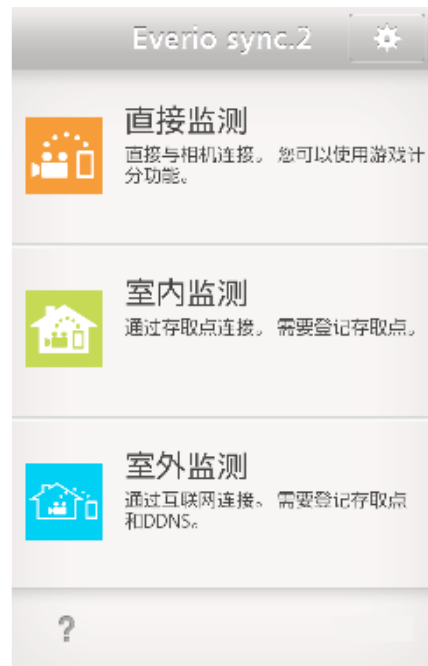 Everio sync.2
直接监测
直接与相机连接。 您可以使用游戏计
分功能。
室内监测
通过存取点连接。 需要登记存取点。
室外监测
通过互联网连接。 需要登记存取点
和DDNS。
?